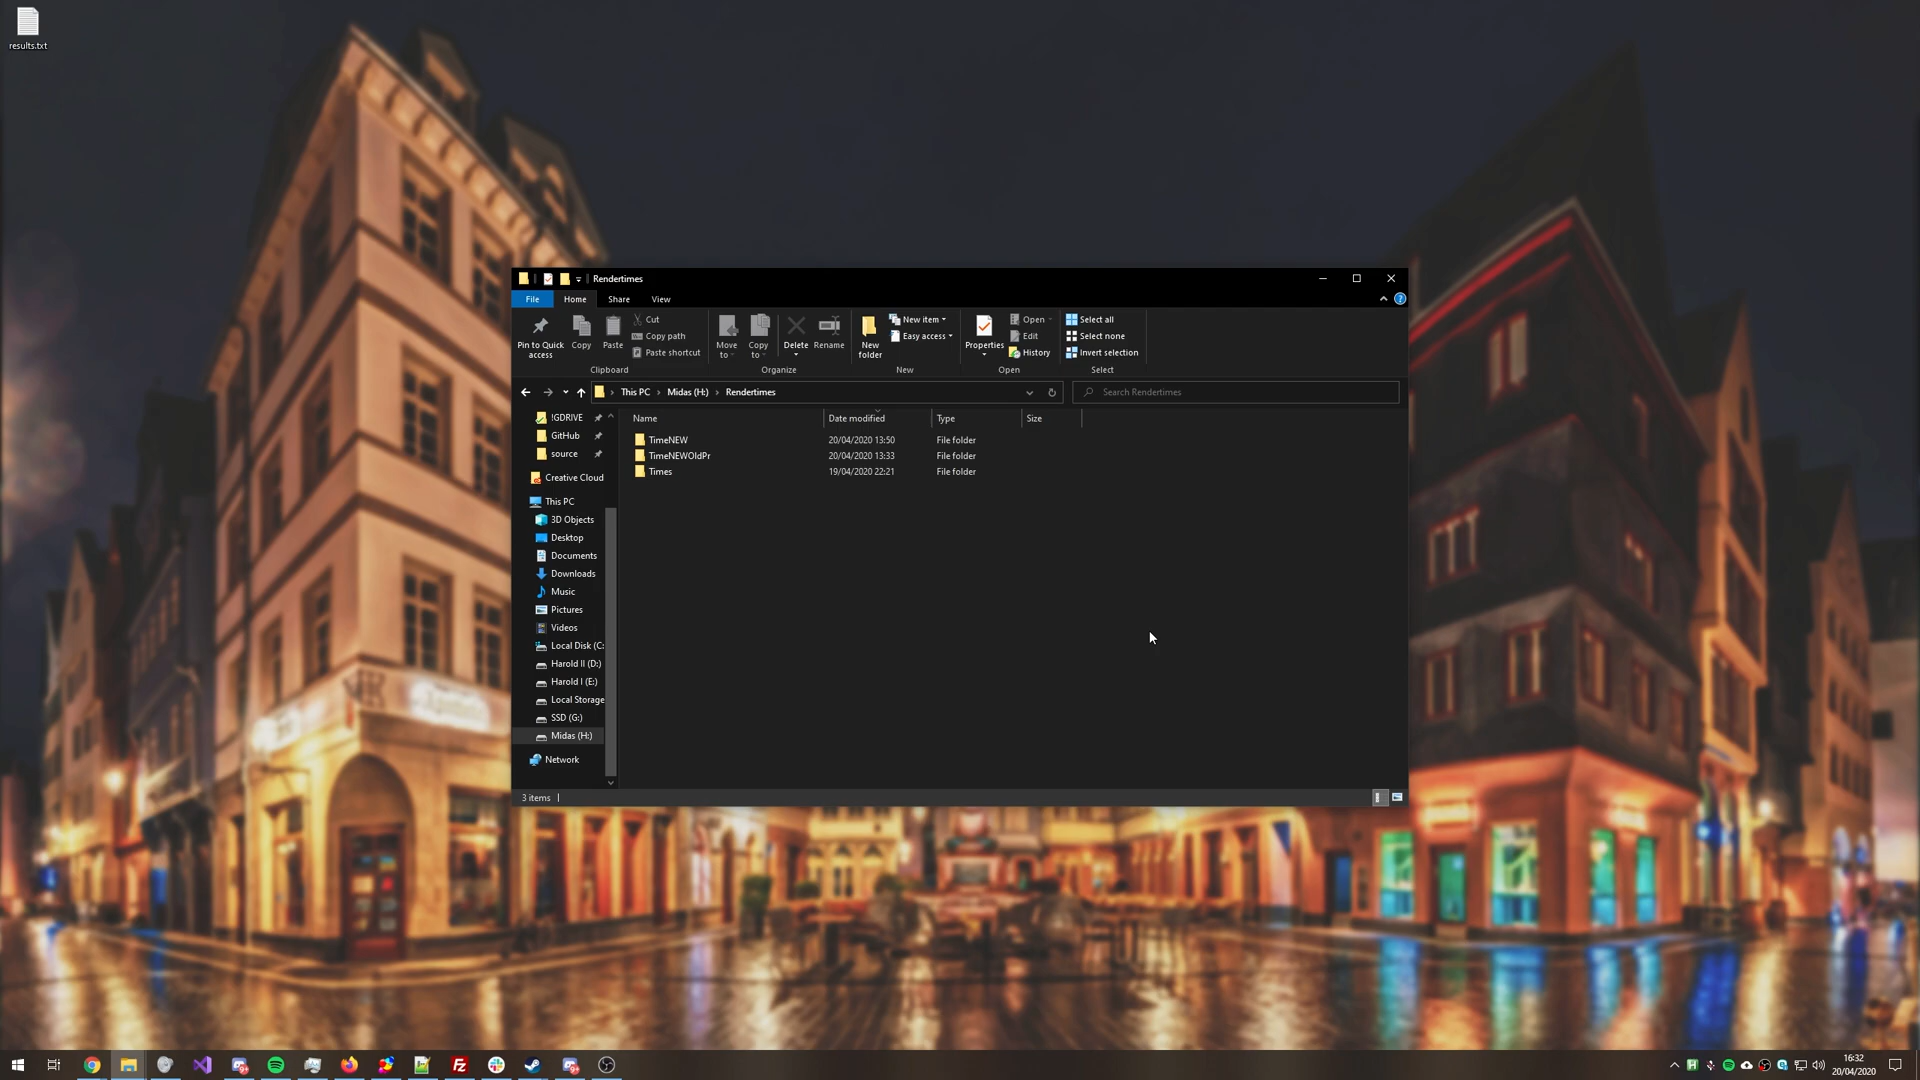 results.txt
Rendertimes
File
Home
Share
View
Pin to Quick access
Copy
Paste
Cut
Copy path
Paste shortcut
Clipboard
Move to
Copy to
Delete
Rename
Organize
New folder
New item
Easy access
New
Properties
Open
Edit
History
Open
Select all
Select none
Invert selection
Select
This PC
Midas (H:)
Rendertimes
Search Rendertimes
!GDRIVE
GitHub
source
Creative Cloud
This PC
3D Objects
Desktop
Documents
Downloads
Music
Pictures
Videos
Local Disk (C:
Harold II (D:)
Harold I (E:)
Local Storage
SSD (G:)
Midas (H:)
Network
Name Date modified Type Size
TimeNEW 20/04/2020 13:50 File folder
TimeNEWOldPr 20/04/2020 13:33 File folder
Times 19/04/2020 22:21 File folder
3 items
16:32
20/04/2020